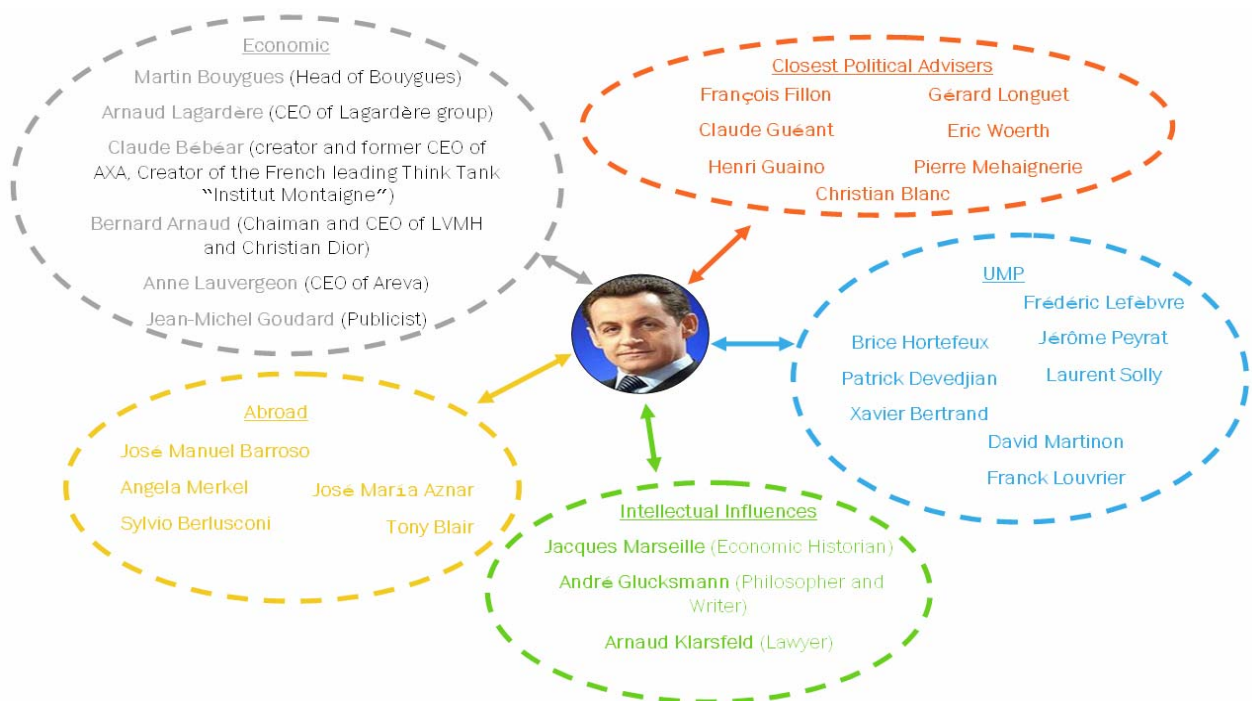 Economic
Martin Bouygues (Head of Bouygues)
Arnaud Lagardère (CEO of Lagardère group)
Claude Bébéar (creator and former CEO of
AXA, Creator of the French leading Think Tank
“Institut Montaigne”)
Bernard Arnaud (Chaiman and CEO of LVMH
and Christian Dior)
Anne Lauvergeon (CEO of Areva)
Jean-Michel Goudard (Publicist)
Closest Political Advisers
François Fillon
Gérard Longuet
Claude Guéant
Eric Woerth
Henri Guaino
Pierre Mehaignerie
Christian Blanc
UMP
Frédéric Lefèbvre
Brice Hortefeux
Jérôme Peyrat
Patrick Devedjian
Laurent Solly
Xavier Bertrand
David Martinon
Franck Louvrier
Abroad
José Manuel Barroso
Angela Merkel
José María Aznar
Sylvio Berlusconi
Tony Blair
Intellectual Influences
Jacques Marseille (Economic Historian)
André Glucksmann (Philosopher and
Writer)
Arnaud Klarsfeld (Lawyer)